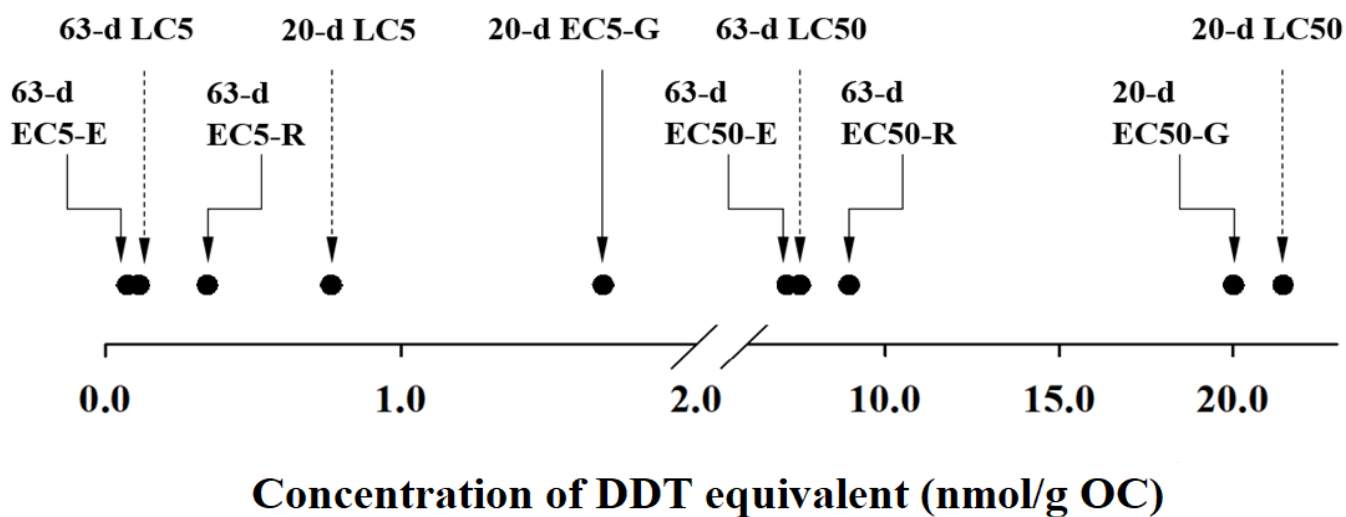 63-d LC5
20-d LC5
20-d EC5-G
63-d LC50
20-d LC50
63-d
EC5-E
63-d
EC5-R
63-d
EC50-E
63-d
EC50-R
20-d
EC50-G
0.0
1.0
2.0
10.0
15.0
20.0
Concentration of DDT equivalent (nmol/g OC)